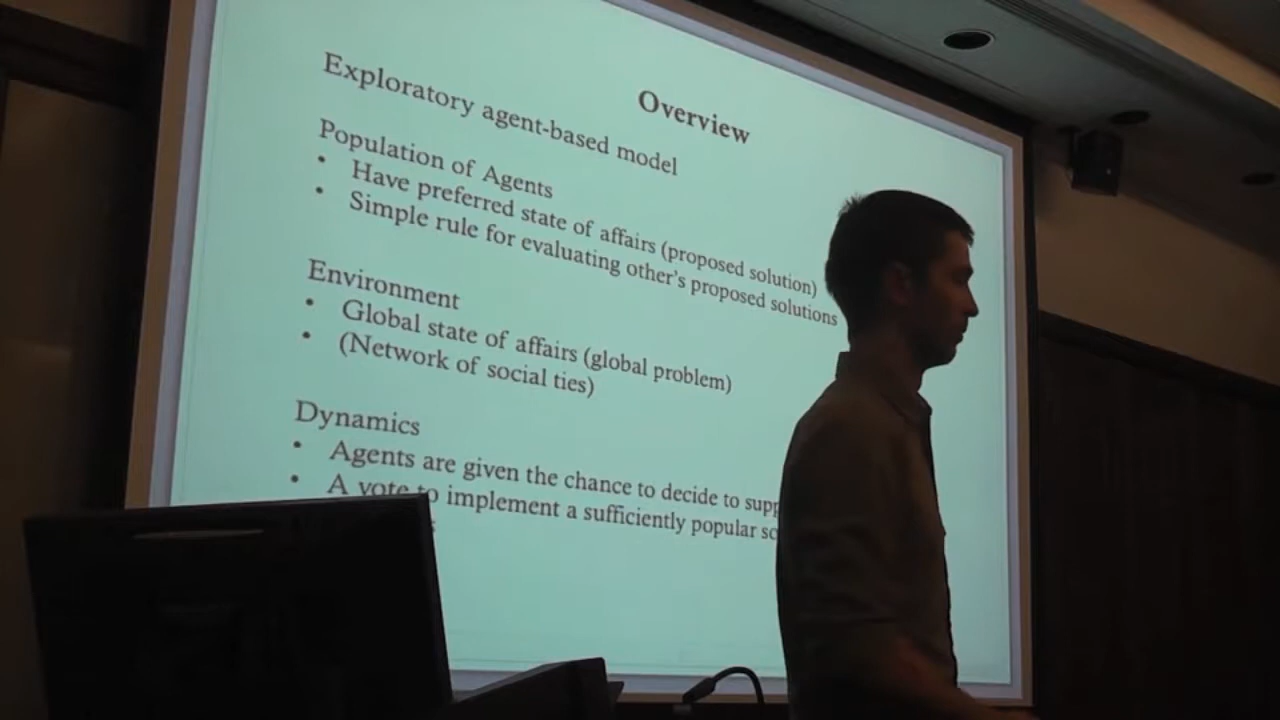 Overview
Exploratory agent-based model
Population of Agents
• Have preferred state of affairs (proposed solution)
• Simple rule for evaluating other's proposed solutions
Environment
• Global state of affairs (global problem)
• (Network of social ties)
Dynamics
• Agents are given the chance to decide to
• A vote to implement a sufficiently popular